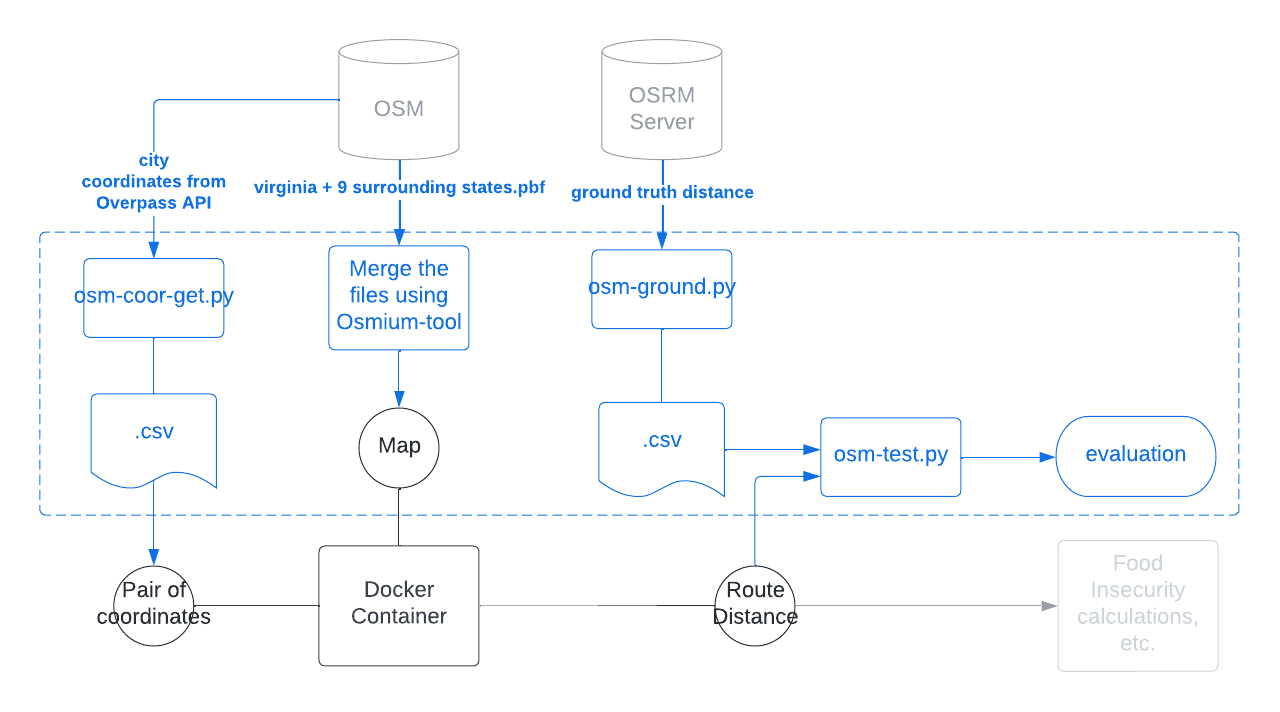 OSM
OSRM
Server
city
coordinates from
Overpass API
virginia + 9 surrounding states.pbf
ground truth distance
osm-coor-get.py
Merge the
files using
Osmium-tool
osm-ground.py
.csv
Map
.csv
osm-test.py
evaluation
Pair of
coordinates
Docker
Container
Route
Distance
Food
Insecurity
calculations,
etc.